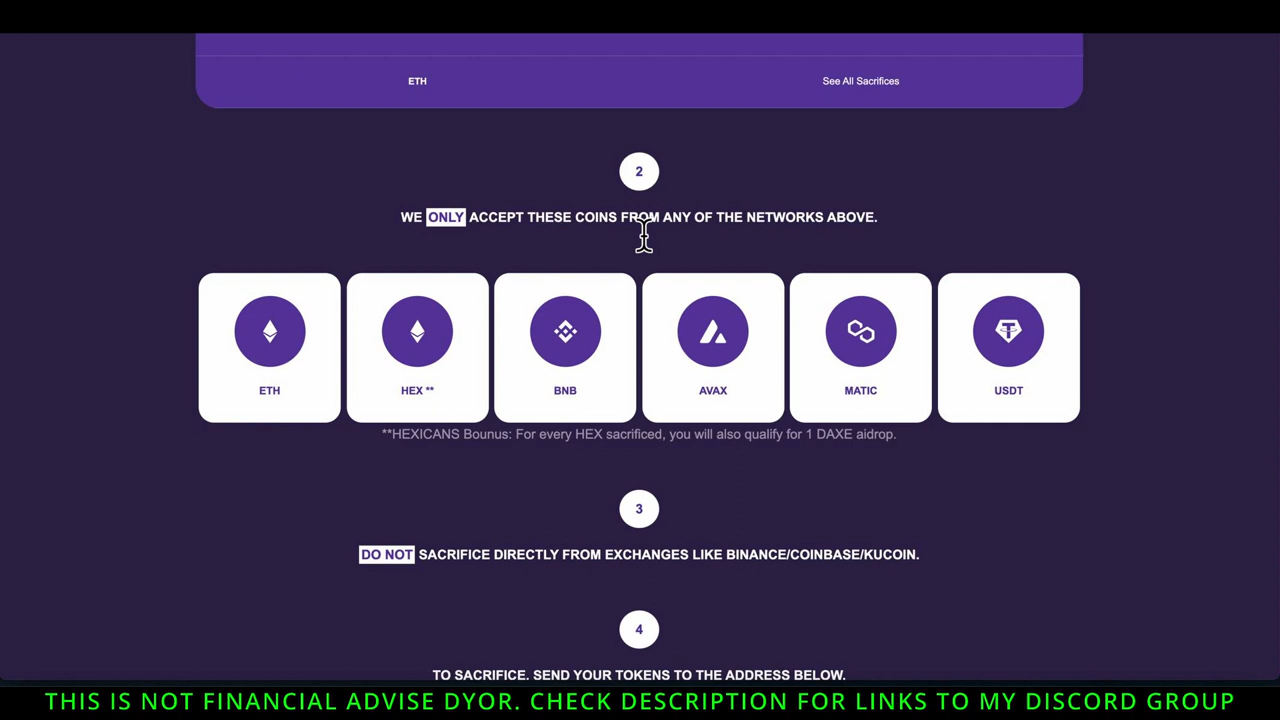 ETH See All Sacrifices
2
WE ONLY ACCEPT THESE COINS FROM ANY OF THE NETWORKS ABOVE.
ETH HEX ** BNB AVAX MATIC USDT
**HEXICANS Bounus: For every HEX sacrificed, you will also qualify for 1 DAXE aidrop.
3
DO NOT SACRIFICE DIRECTLY FROM EXCHANGES LIKE BINANCE/COINBASE/KUCOIN.
4
TO SACRIFICE. SEND YOUR TOKENS TO THE ADDRESS BELOW.
THIS IS NOT FINANCIAL ADVISE DYOR. CHECK DESCRIPTION FOR LINKS TO MY DISCORD GROUP